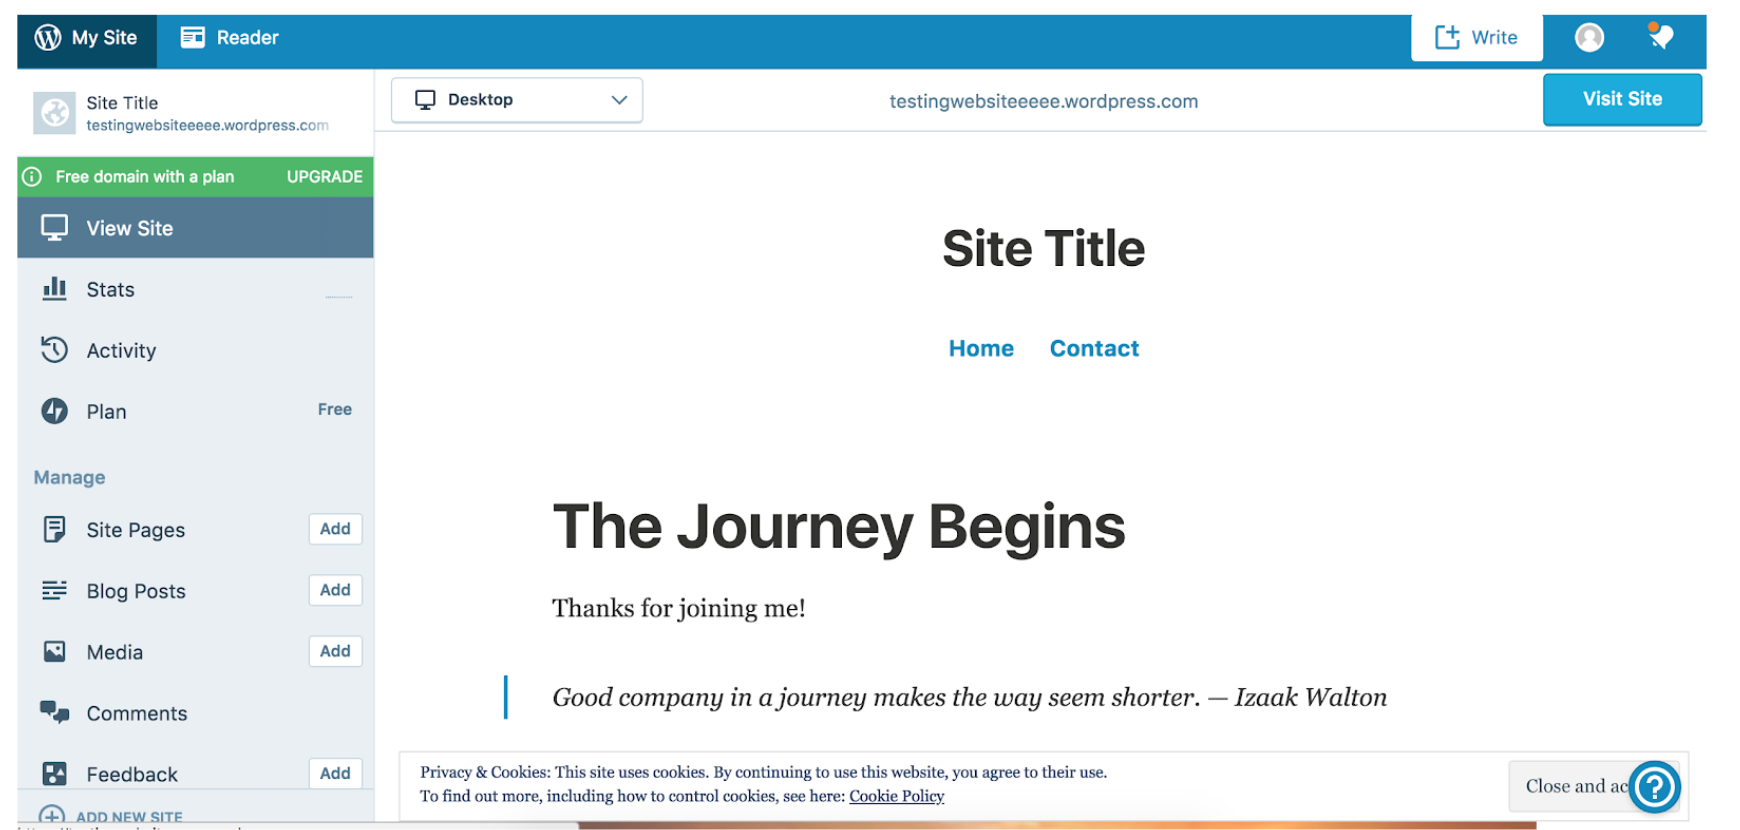 My Site
Reader
Write
Site Title
testingwebsiteeeee.wordpress.com
Desktop
testingwebsiteeeee.wordpress.com
Visit Site
Free domain with a plan UPGRADE
View Site
Stats
Activity
Plan Free
Manage
Site Pages Add
Blog Posts Add
Media Add
Comments
Feedback Add
ADD NEW SITE
Site Title
Home Contact
The Journey Begins
Thanks for joining me!
Good company in a journey makes the way seem shorter. — Izaak Walton
Privacy & Cookies: This site uses cookies. By continuing to use this website, you agree to their use.
To find out more, including how to control cookies, see here: Cookie Policy
Close and